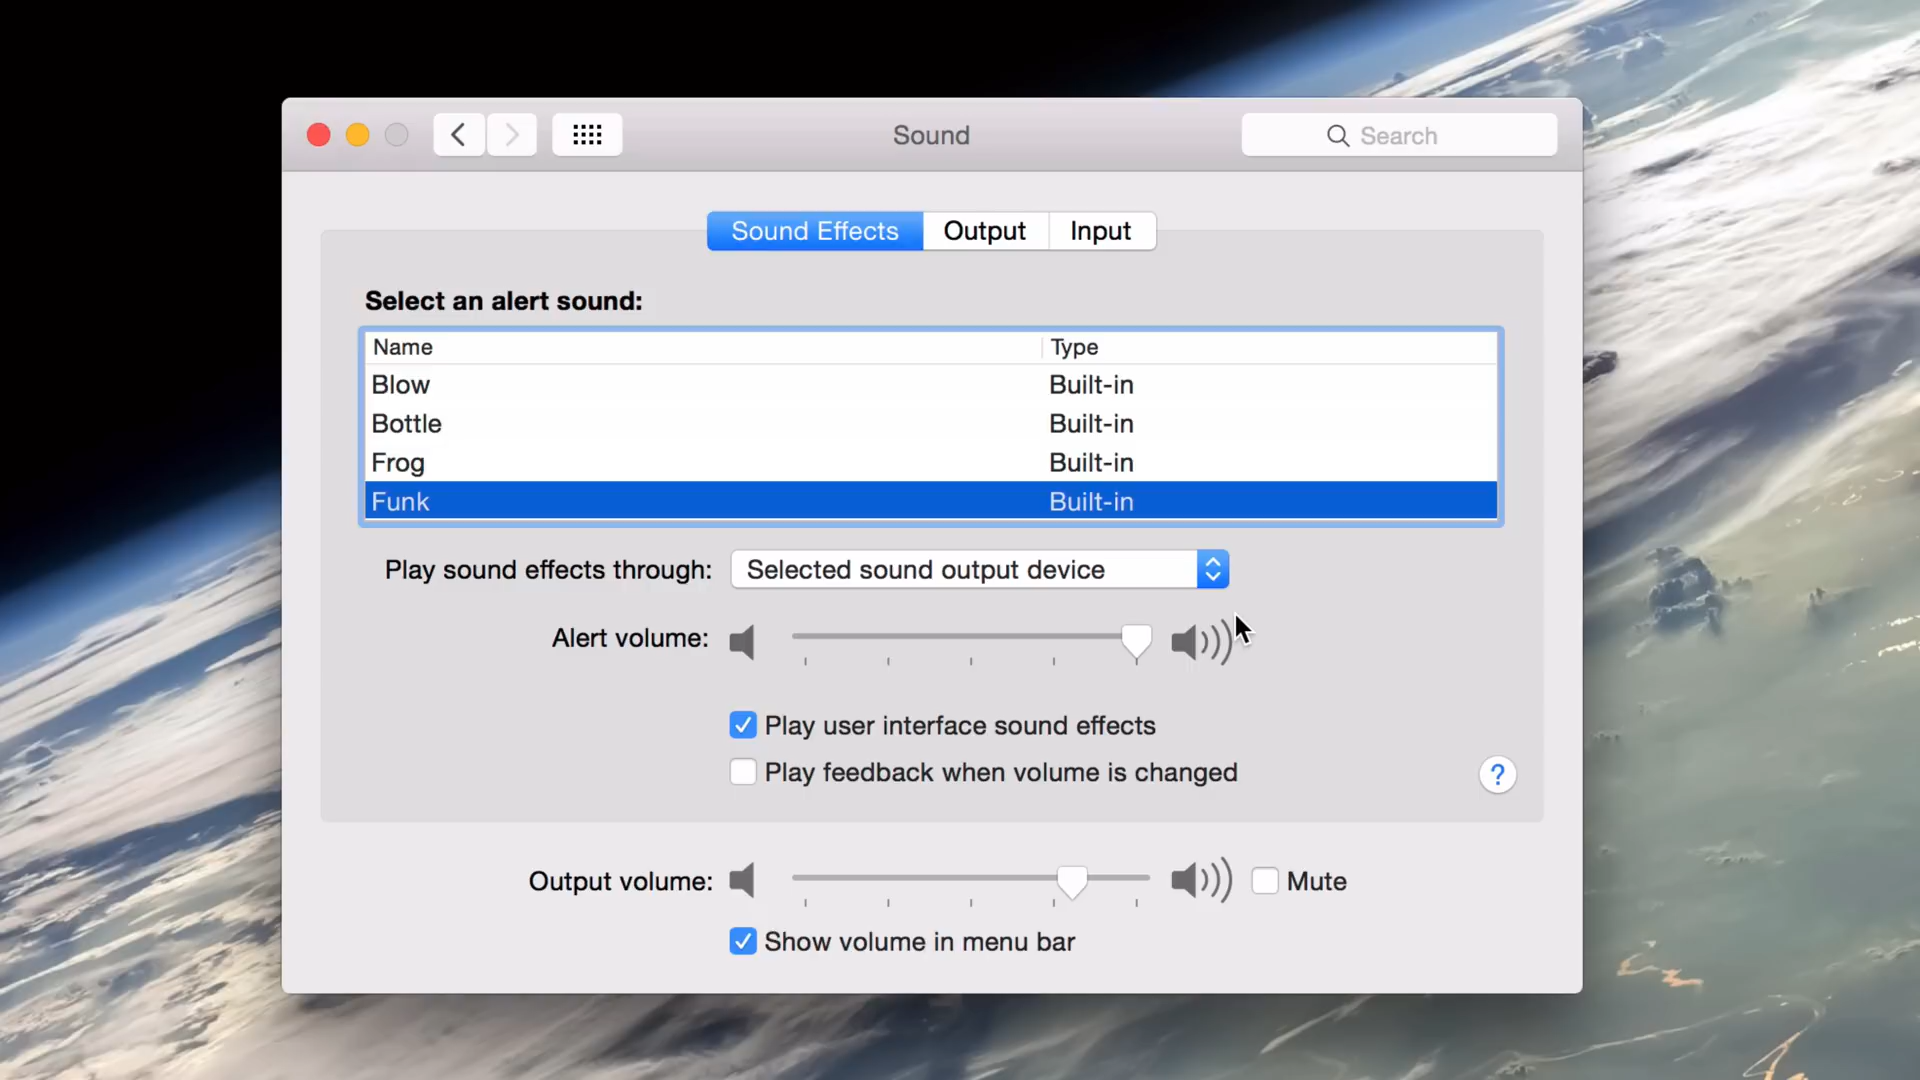 Sound
Search
Sound Effects Output Input
Select an alert sound:
Name Type
Blow Built-in
Bottle Built-in
Frog Built-in
Funk Built-in
Play sound effects through: Selected sound output device
Alert volume:
Play user interface sound effects
Play feedback when volume is changed
?
Output volume: Mute
Show volume in menu bar